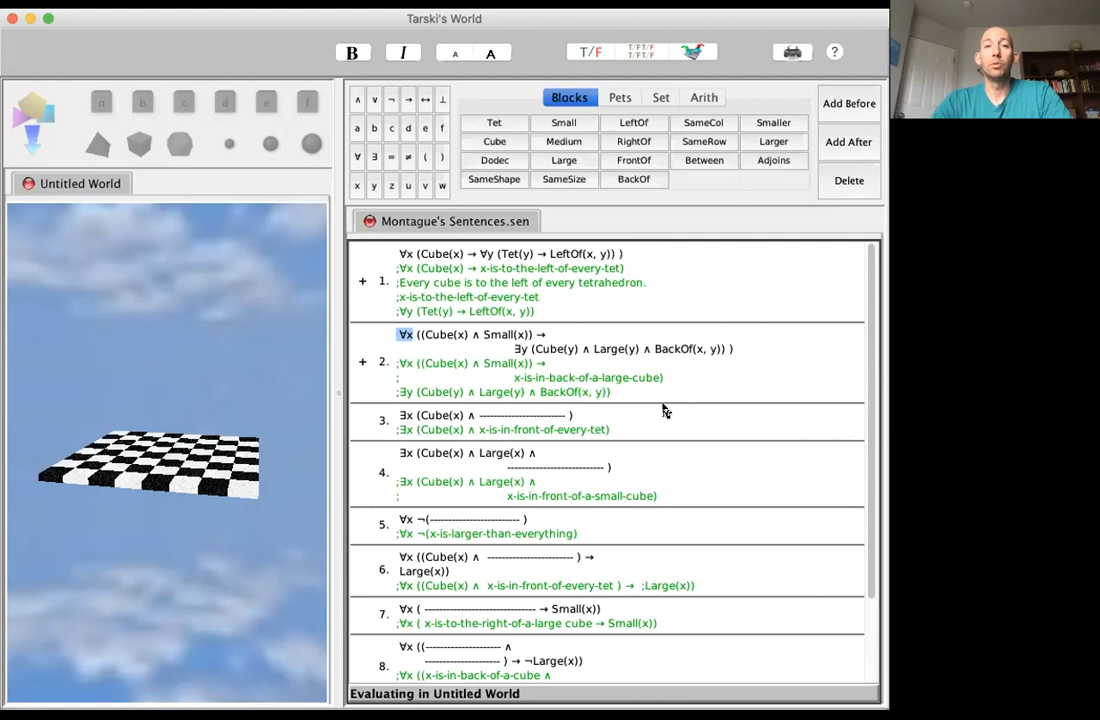 Tarski's World
B I A A T/F T/FT/F ?
T/FT/F
a b c d e f
Untitled World
∧ ∨ ¬ → ↔ ⊥
a b c d e f
∀ ∃ = ≠ ( )
x y z u v w
Blocks Pets Set Arith
Tet Small LeftOf SameCol Smaller
Cube Medium RightOf SameRow Larger
Dodec Large FrontOf Between Adjoins
SameShape SameSize BackOf
Add Before
Add After
Delete
Montague's Sentences.sen
∀x (Cube(x) → ∀y (Tet(y) → LeftOf(x, y)) )
;∀x (Cube(x) → x-is-to-the-left-of-every-tet)
+ 1. ;Every cube is to the left of every tetrahedron.
;x-is-to-the-left-of-every-tet
;∀y (Tet(y) → LeftOf(x, y))
∀x ((Cube(x) ∧ Small(x)) →
∃y (Cube(y) ∧ Large(y) ∧ BackOf(x, y)) )
+ 2. ;∀x ((Cube(x) ∧ Small(x)) →
; x-is-in-back-of-a-large-cube)
;∃y (Cube(y) ∧ Large(y) ∧ BackOf(x, y))
3. ∃x (Cube(x) ∧ ------------------------ )
;∃x (Cube(x) ∧ x-is-in-front-of-every-tet)
∃x (Cube(x) ∧ Large(x) ∧
--------------------------- )
4. ;∃x (Cube(x) ∧ Large(x) ∧
; x-is-in-front-of-a-small-cube)
5. ∀x ¬(------------------------- )
;∀x ¬(x-is-larger-than-everything)
∀x ((Cube(x) ∧ ------------------------ ) →
6. Large(x))
;∀x ((Cube(x) ∧ x-is-in-front-of-every-tet ) → ;Large(x))
7. ∀x ( ------------------------------- → Small(x))
;∀x ( x-is-to-the-right-of-a-large cube → Small(x))
∀x ((--------------------- ∧
8. --------------------- ) → ¬Large(x))
;∀x ((x-is-in-back-of-a-cube ∧
Evaluating in Untitled World